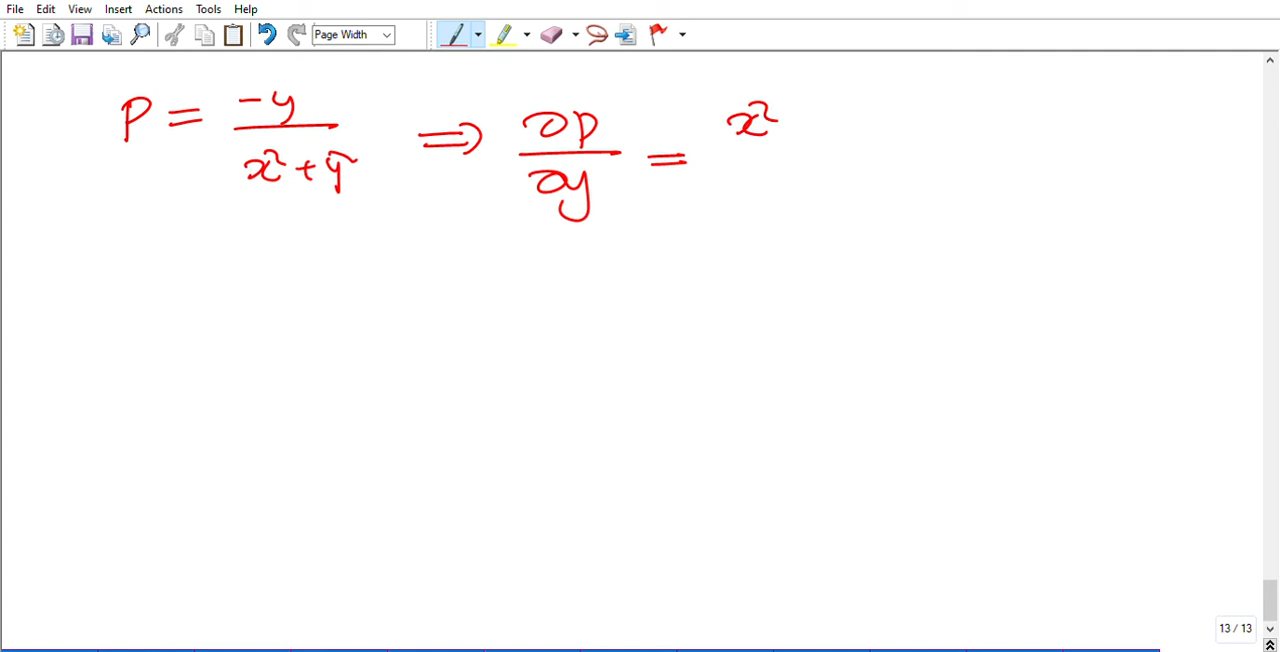 File Edit View Insert Actions Tools Help
Page Width
P = -y / x² + y² ⇒ ∂P / ∂y = x²
13 / 13